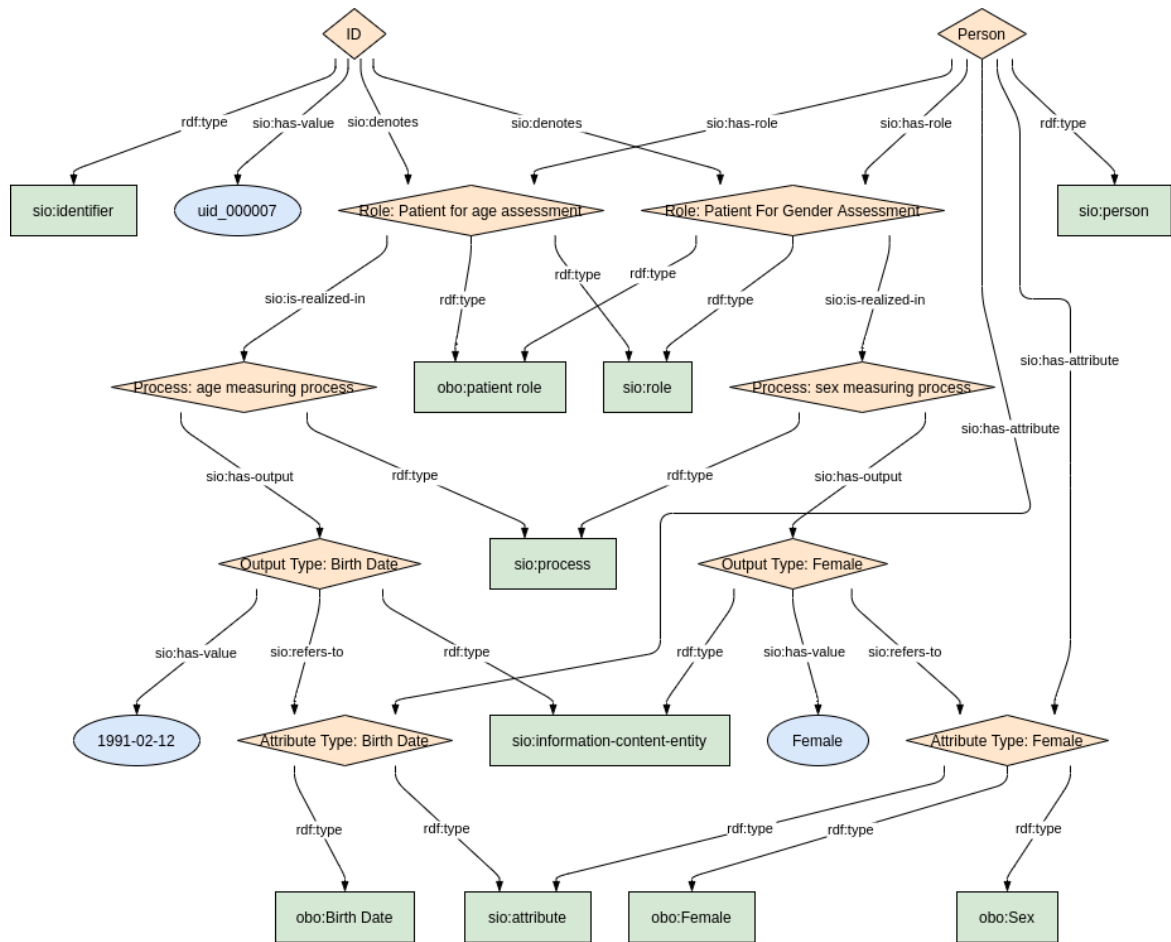 ID
Person
rdf:type
sio:has-value
sio:denotes
sio:denotes
sio:has-role
sio:has-role
rdf:type
sio:identifier
uid_000007
Role: Patient for age assessment
Role: Patient For Gender Assessment
sio:person
sio:is-realized-in
rdf:type
rdf:type
rdf:type
rdf:type
sio:is-realized-in
sio:has-attribute
Process: age measuring process
obo:patient role
sio:role
Process: sex measuring process
sio:has-attribute
sio:has-output
rdf:type
rdf:type
sio:has-output
Output Type: Birth Date
sio:process
Output Type: Female
sio:has-value
sio:refers-to
rdf:type
rdf:type
sio:has-value
sio:refers-to
1991-02-12
Attribute Type: Birth Date
sio:information-content-entity
Female
Attribute Type: Female
rdf:type
rdf:type
rdf:type
rdf:type
rdf:type
obo:Birth Date
sio:attribute
obo:Female
obo:Sex